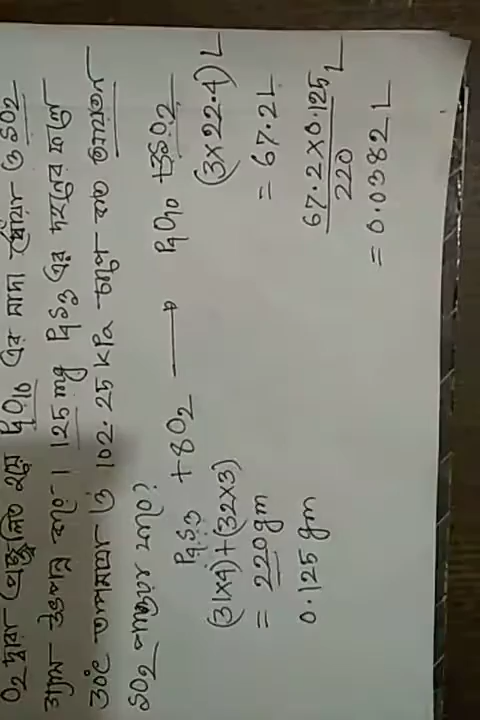 O₂ দ্বারা প্রজ্জ্বলিত হয়ে P₄O₁₀ এর সাদা ধোঁয়া ও SO₂
গ্যাস উৎপন্ন করে। 125 mg P₄S₃ এর দহনের ফলে
30°C তাপমাত্রা ও 102.25 kPa চাপে কত আয়তন
SO₂ পাওয়া যাবে?
P₄S₃ + 8O₂ ⟶ P₄O₁₀ + 3SO₂
(31×4)+(32×3) (3×22.4) L
= 220 gm = 67.2 L
0.125 gm 67.2×0.125/220 L
= 0.0382 L